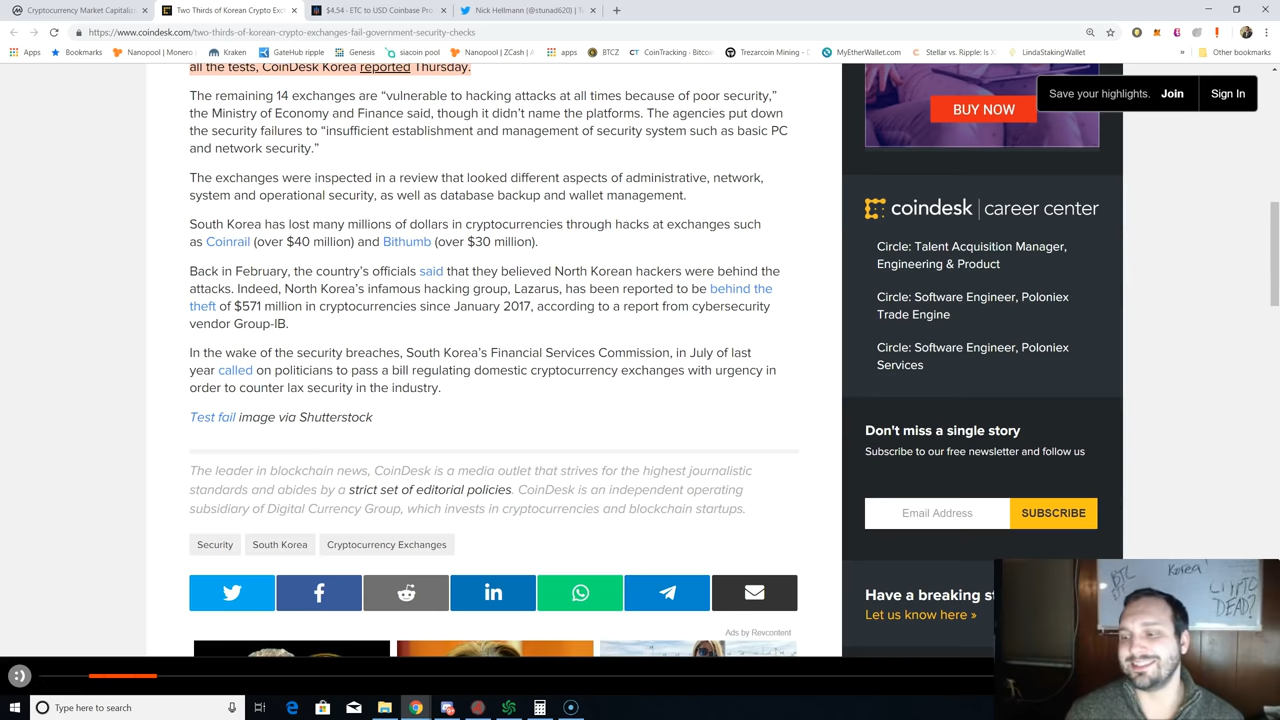 Cryptocurrency Market Capitaliz
Two Thirds of Korean Crypto Exc
$4.54 - ETC to USD Coinbase Pro
Nick Hellmann (@stunad620) | Tw
https://www.coindesk.com/two-thirds-of-korean-crypto-exchanges-fail-government-security-checks
Apps
Bookmarks
Nanopool | Monero
Kraken
GateHub ripple
Genesis
siacoin pool
Nanopool | ZCash | A
apps
BTCZ
CoinTracking · Bitcoi
Trezarcoin Mining - D
MyEtherWallet.com
Stellar vs. Ripple: Is X
LindaStakingWallet
»
Other bookmarks
all the tests, CoinDesk Korea reported Thursday.
The remaining 14 exchanges are “vulnerable to hacking attacks at all times because of poor security,”
the Ministry of Economy and Finance said, though it didn’t name the platforms. The agencies put down
the security failures to “insufficient establishment and management of security system such as basic PC
and network security.”
The exchanges were inspected in a review that looked different aspects of administrative, network,
system and operational security, as well as database backup and wallet management.
South Korea has lost many millions of dollars in cryptocurrencies through hacks at exchanges such
as Coinrail (over $40 million) and Bithumb (over $30 million).
Back in February, the country’s officials said that they believed North Korean hackers were behind the
attacks. Indeed, North Korea’s infamous hacking group, Lazarus, has been reported to be behind the
theft of $571 million in cryptocurrencies since January 2017, according to a report from cybersecurity
vendor Group-IB.
In the wake of the security breaches, South Korea’s Financial Services Commission, in July of last
year called on politicians to pass a bill regulating domestic cryptocurrency exchanges with urgency in
order to counter lax security in the industry.
Test fail image via Shutterstock
The leader in blockchain news, CoinDesk is a media outlet that strives for the highest journalistic
standards and abides by a strict set of editorial policies. CoinDesk is an independent operating
subsidiary of Digital Currency Group, which invests in cryptocurrencies and blockchain startups.
Security
South Korea
Cryptocurrency Exchanges
Ads by Revcontent
BUY NOW
Save your highlights. Join
Sign In
coindesk | career center
Circle: Talent Acquisition Manager,
Engineering & Product
Circle: Software Engineer, Poloniex
Trade Engine
Circle: Software Engineer, Poloniex
Services
Don't miss a single story
Subscribe to our free newsletter and follow us
Email Address
SUBSCRIBE
Have a breaking st
Let us know here »
BTC
Korea!
CRYPTO
DEAD?
:)
Type here to search